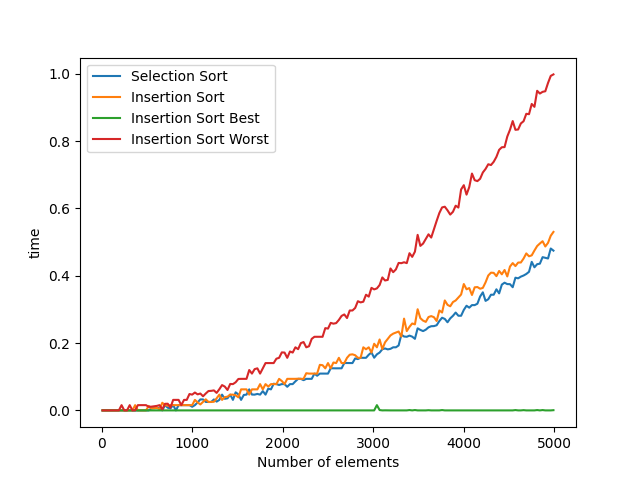 Selection Sort
Insertion Sort
Insertion Sort Best
Insertion Sort Worst
1.0
0.8
0.6
0.4
0.2
0.0
time
0 1000 2000 3000 4000 5000
Number of elements